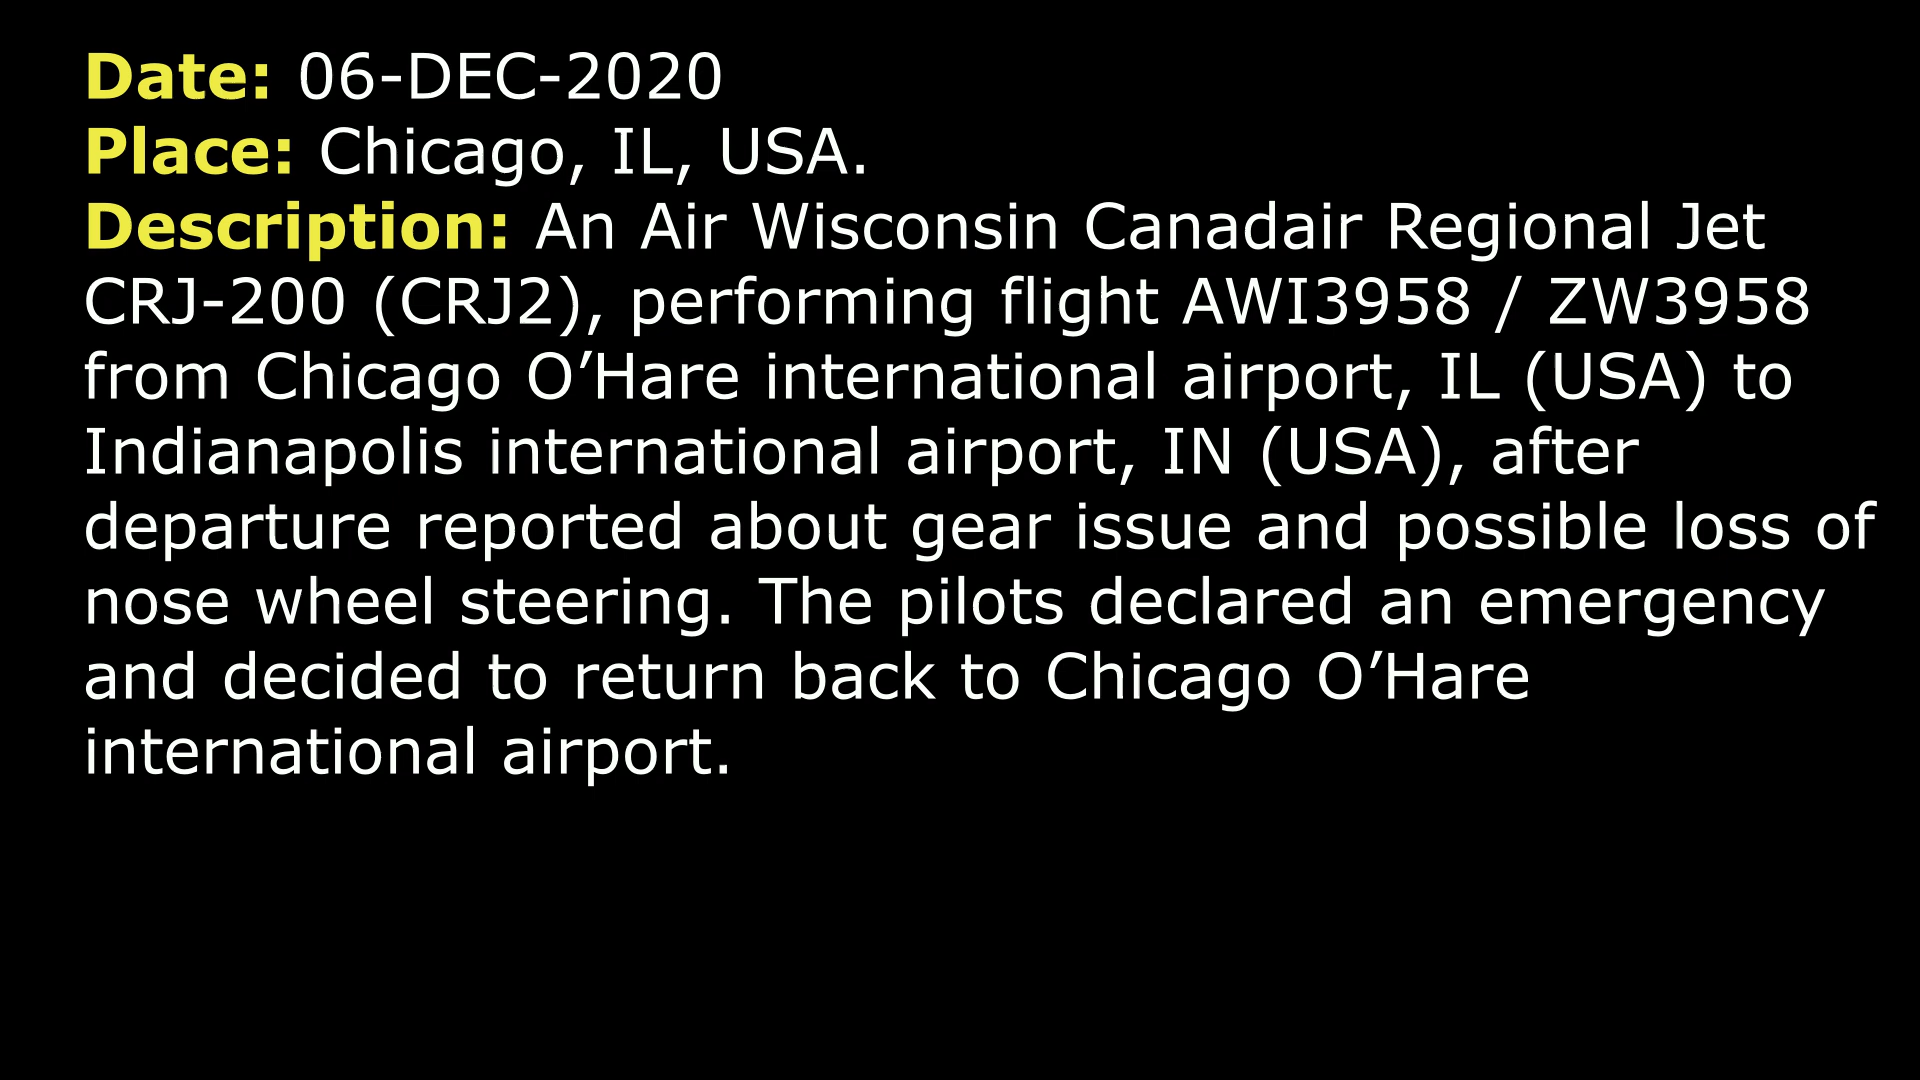 Date: 06-DEC-2020
Place: Chicago, IL, USA.
Description: An Air Wisconsin Canadair Regional Jet
CRJ-200 (CRJ2), performing flight AWI3958 / ZW3958
from Chicago O’Hare international airport, IL (USA) to
Indianapolis international airport, IN (USA), after
departure reported about gear issue and possible loss of
nose wheel steering. The pilots declared an emergency
and decided to return back to Chicago O’Hare
international airport.